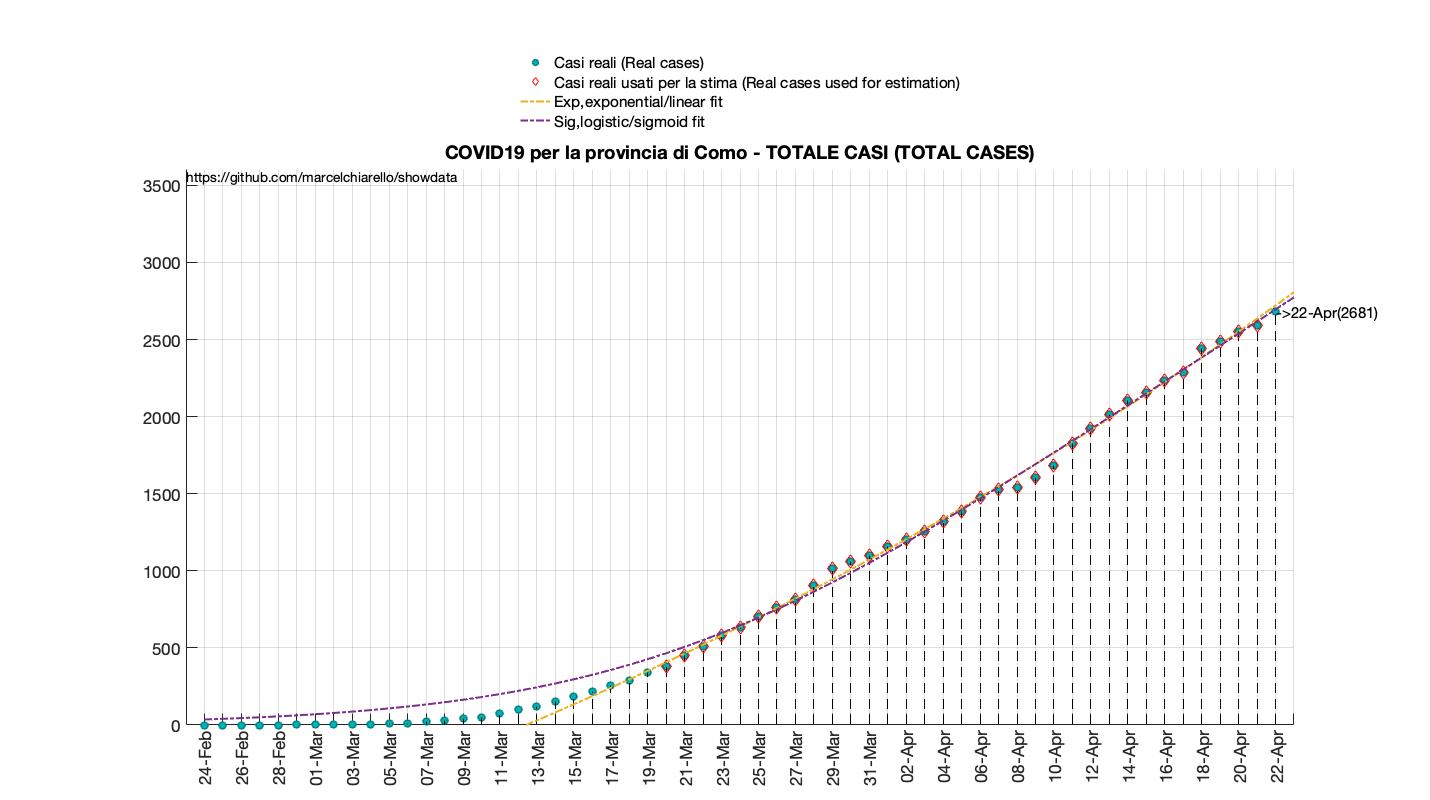 Casi reali (Real cases)
Casi reali usati per la stima (Real cases used for estimation)
Exp,exponential/linear fit
Sig,logistic/sigmoid fit
COVID19 per la provincia di Como - TOTALE CASI (TOTAL CASES)
https://github.com/marcelchiarello/showdata
3500
3000
2500
2000
1500
1000
500
0
>22-Apr(2681)
24-Feb
26-Feb
28-Feb
01-Mar
03-Mar
05-Mar
07-Mar
09-Mar
11-Mar
13-Mar
15-Mar
17-Mar
19-Mar
21-Mar
23-Mar
25-Mar
27-Mar
29-Mar
31-Mar
02-Apr
04-Apr
06-Apr
08-Apr
10-Apr
12-Apr
14-Apr
16-Apr
18-Apr
20-Apr
22-Apr